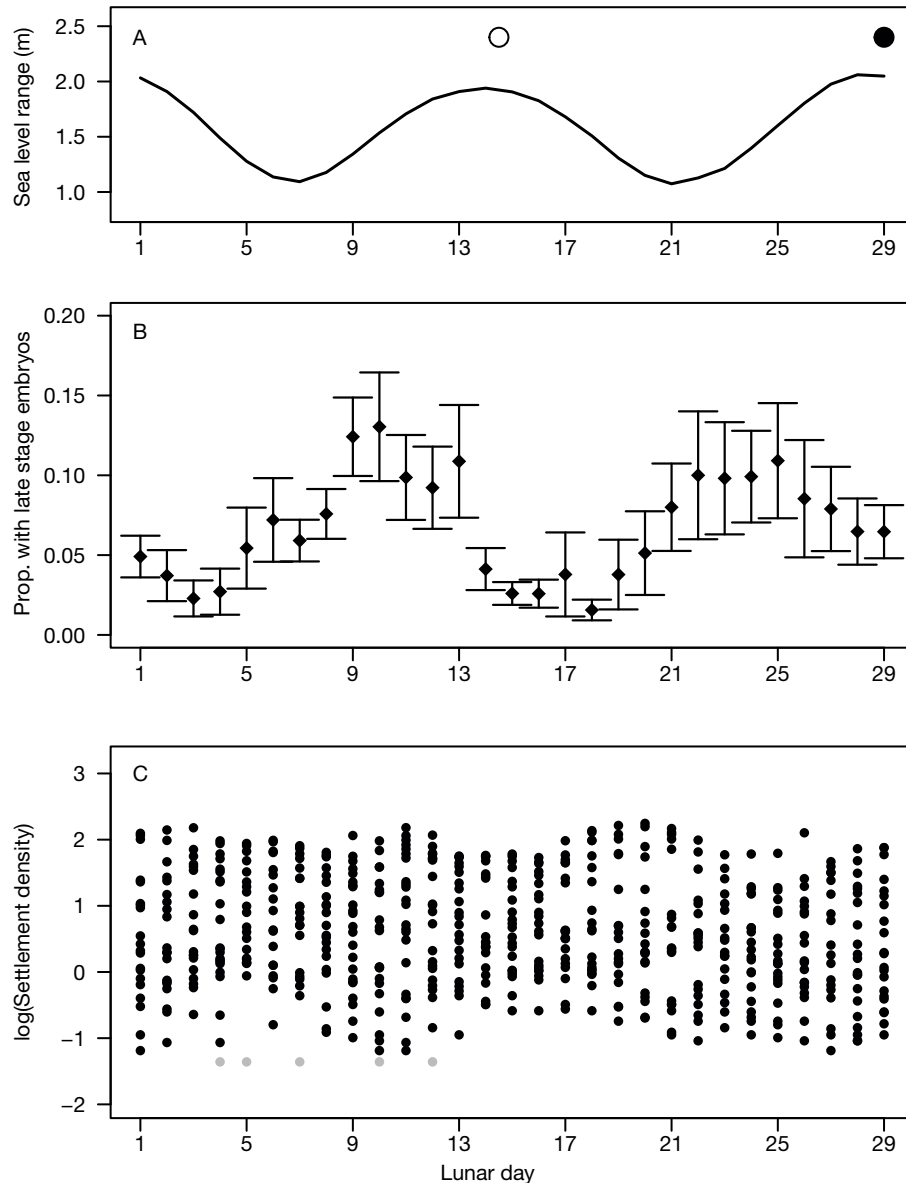 A
Sea level range (m)
2.5
2.0
1.5
1.0
1 5 9 13 17 21 25 29
B
Prop. with late stage embryos
0.20
0.15
0.10
0.05
0.00
1 5 9 13 17 21 25 29
C
log(Settlement density)
3
2
1
0
−1
−2
1 5 9 13 17 21 25 29
Lunar day